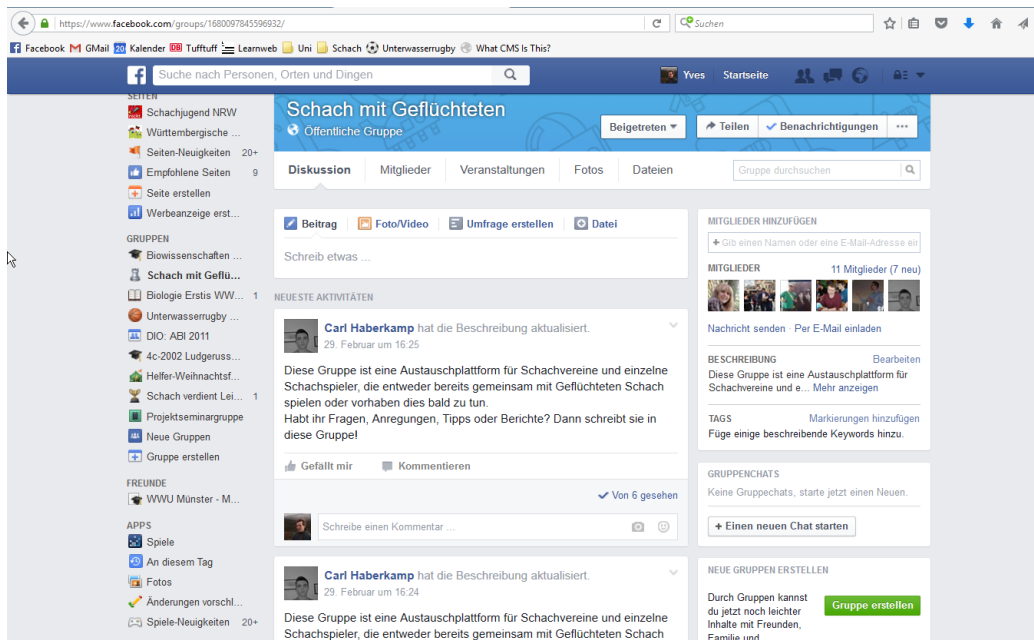 https://www.facebook.com/groups/1680097845596932/
Suchen
Facebook GMail 20 Kalender DB Tufftuff Learnweb Uni Schach Unterwasserrugby What CMS Is This?
Suche nach Personen, Orten und Dingen
Yves Startseite
SEITEN
Schachjugend NRW
Württembergische ...
Seiten-Neuigkeiten 20+
Empfohlene Seiten 9
Seite erstellen
Werbeanzeige erst...
GRUPPEN
Biowissenschaften ...
Schach mit Geflü...
Biologie Erstis WW... 1
Unterwasserrugby ...
DIO: ABI 2011
4c-2002 Ludgeruss...
Helfer-Weihnachtsf...
Schach verdient Lei... 1
Projektseminargruppe
Neue Gruppen
Gruppe erstellen
FREUNDE
WWU Münster - M...
APPS
Spiele
An diesem Tag
Fotos
Änderungen vorschl...
Spiele-Neuigkeiten 20+
Schach mit Geflüchteten
Öffentliche Gruppe
Beigetreten
Teilen
Benachrichtigungen
...
Diskussion Mitglieder Veranstaltungen Fotos Dateien
Gruppe durchsuchen
Beitrag Foto/Video Umfrage erstellen Datei
Schreib etwas ...
NEUESTE AKTIVITÄTEN
Carl Haberkamp hat die Beschreibung aktualisiert.
29. Februar um 16:25
Diese Gruppe ist eine Austauschplattform für Schachvereine und einzelne
Schachspieler, die entweder bereits gemeinsam mit Geflüchteten Schach
spielen oder vorhaben dies bald zu tun.
Habt ihr Fragen, Anregungen, Tipps oder Berichte? Dann schreibt sie in
diese Gruppe!
Gefällt mir Kommentieren
Von 6 gesehen
Schreibe einen Kommentar ...
Carl Haberkamp hat die Beschreibung aktualisiert.
29. Februar um 16:24
Diese Gruppe ist eine Austauschplattform für Schachvereine und einzelne
Schachspieler, die entweder bereits gemeinsam mit Geflüchteten Schach
MITGLIEDER HINZUFÜGEN
+ Gib einen Namen oder eine E-Mail-Adresse ein
MITGLIEDER 11 Mitglieder (7 neu)
Nachricht senden · Per E-Mail einladen
BESCHREIBUNG Bearbeiten
Diese Gruppe ist eine Austauschplattform für
Schachvereine und e... Mehr anzeigen
TAGS Markierungen hinzufügen
Füge einige beschreibende Keywords hinzu.
GRUPPENCHATS
Keine Gruppechats, starte jetzt einen Neuen.
+ Einen neuen Chat starten
NEUE GRUPPEN ERSTELLEN
Durch Gruppen kannst
du jetzt noch leichter
Inhalte mit Freunden,
Familie und
Gruppe erstellen